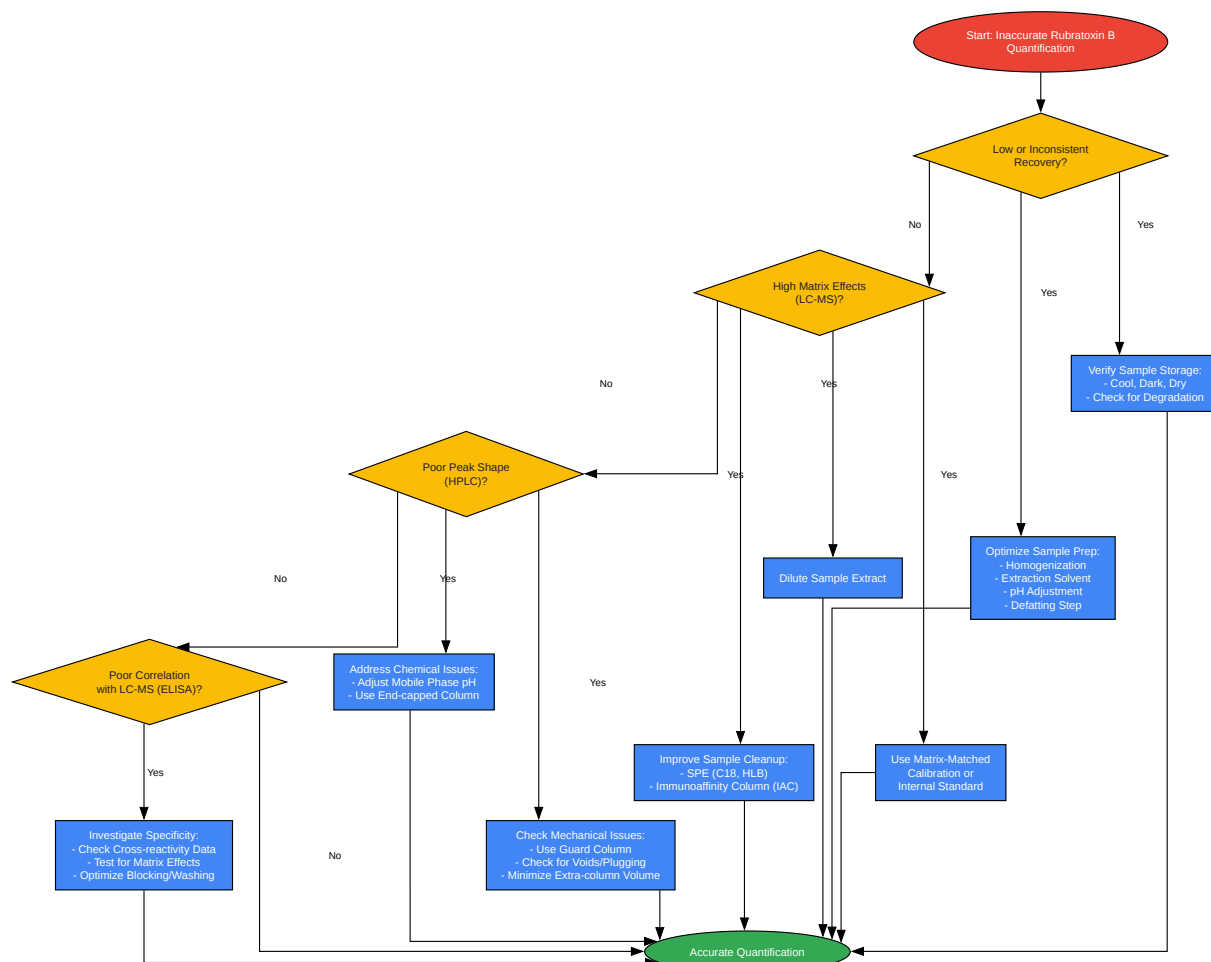 Start: Inaccurate Rubratoxin B
Quantification
Low or Inconsistent
Recovery?
No
Yes
Yes
High Matrix Effects
(LC-MS)?
Verify Sample Storage:
- Cool, Dark, Dry
- Check for Degradation
No
Yes
Yes
Yes
Poor Peak Shape
(HPLC)?
Optimize Sample Prep:
- Homogenization
- Extraction Solvent
- pH Adjustment
- Defatting Step
Dilute Sample Extract
No
Yes
Yes
Poor Correlation
with LC-MS (ELISA)?
Address Chemical Issues:
- Adjust Mobile Phase pH
- Use End-capped Column
Improve Sample Cleanup:
- SPE (C18, HLB)
- Immunoaffinity Column (IAC)
Use Matrix-Matched
Calibration or
Internal Standard
Yes
No
Investigate Specificity:
- Check Cross-reactivity Data
- Test for Matrix Effects
- Optimize Blocking/Washing
Check Mechanical Issues:
- Use Guard Column
- Check for Voids/Plugging
- Minimize Extra-column Volume
Accurate Quantification